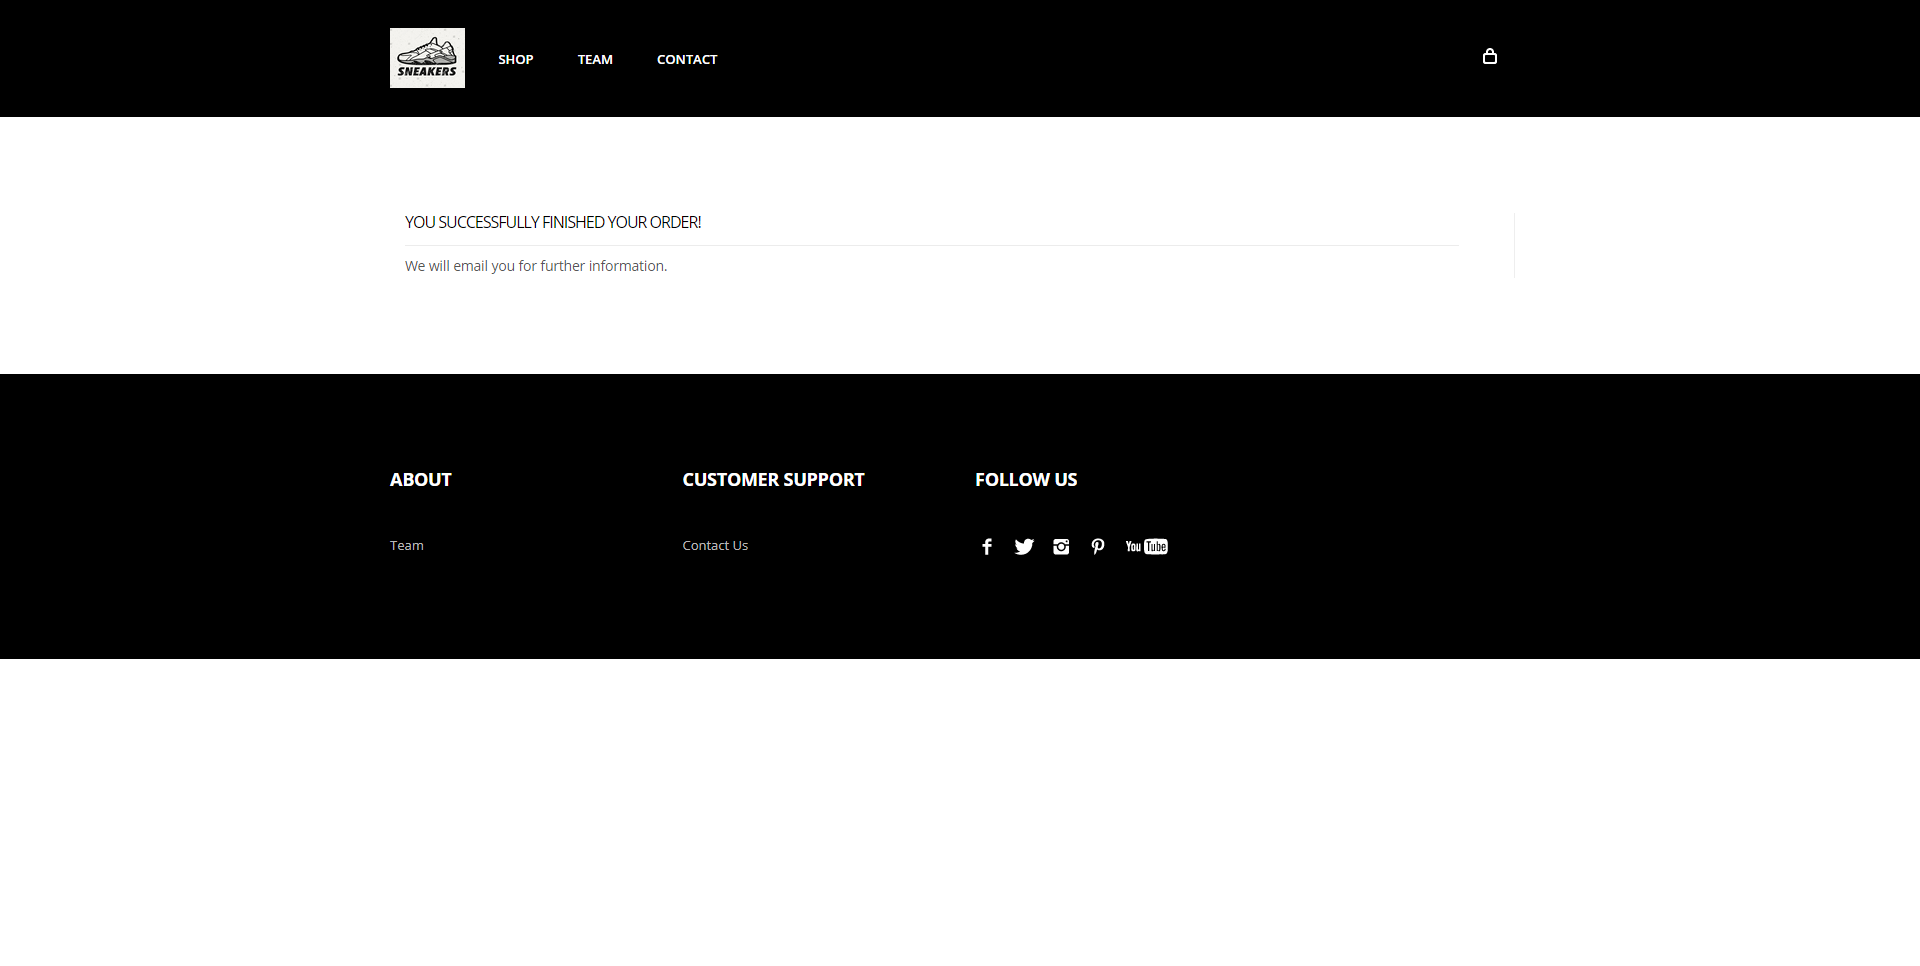 SNEAKERS
SHOP TEAM CONTACT
YOU SUCCESSFULLY FINISHED YOUR ORDER!
We will email you for further information.
ABOUT
Team
CUSTOMER SUPPORT
Contact Us
FOLLOW US
You Tube